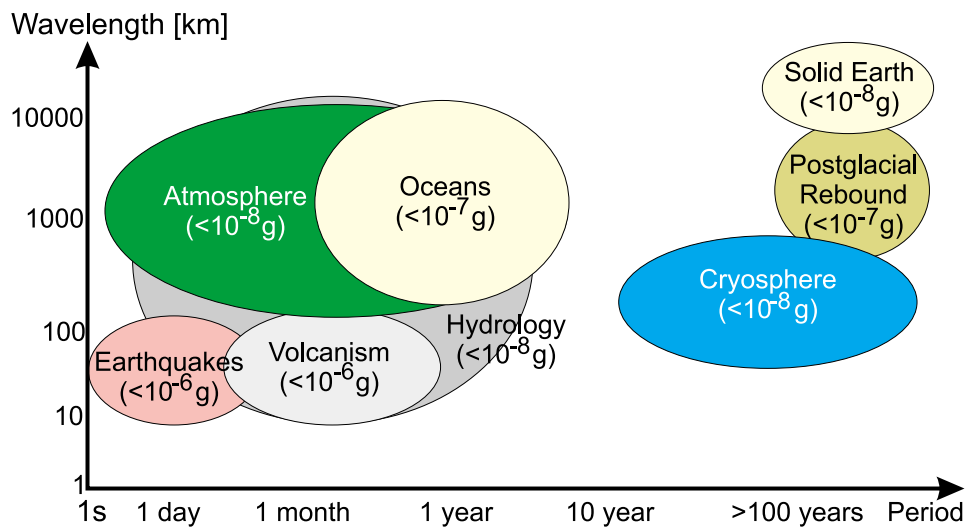 Wavelength [km]
10000
1000
100
10
1
Solid Earth
(<10⁻⁸g)
Postglacial
Rebound
(<10⁻⁷g)
Atmosphere
(<10⁻⁸g)
Oceans
(<10⁻⁷g)
Cryosphere
(<10⁻⁸g)
Hydrology
(<10⁻⁸g)
Earthquakes
(<10⁻⁶g)
Volcanism
(<10⁻⁶g)
1s 1 day 1 month 1 year 10 year >100 years Period